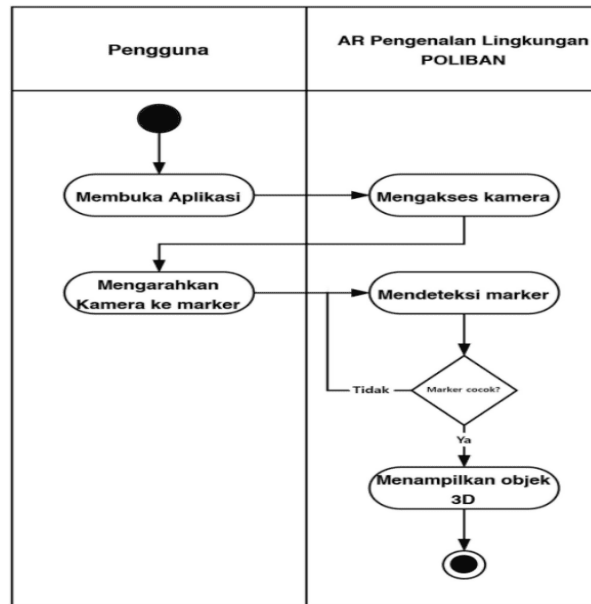 Pengguna
AR Pengenalan Lingkungan
POLIBAN
Membuka Aplikasi
Mengakses kamera
Mengarahkan
Kamera ke marker
Mendeteksi marker
Marker cocok?
Tidak
Ya
Menampilkan objek
3D